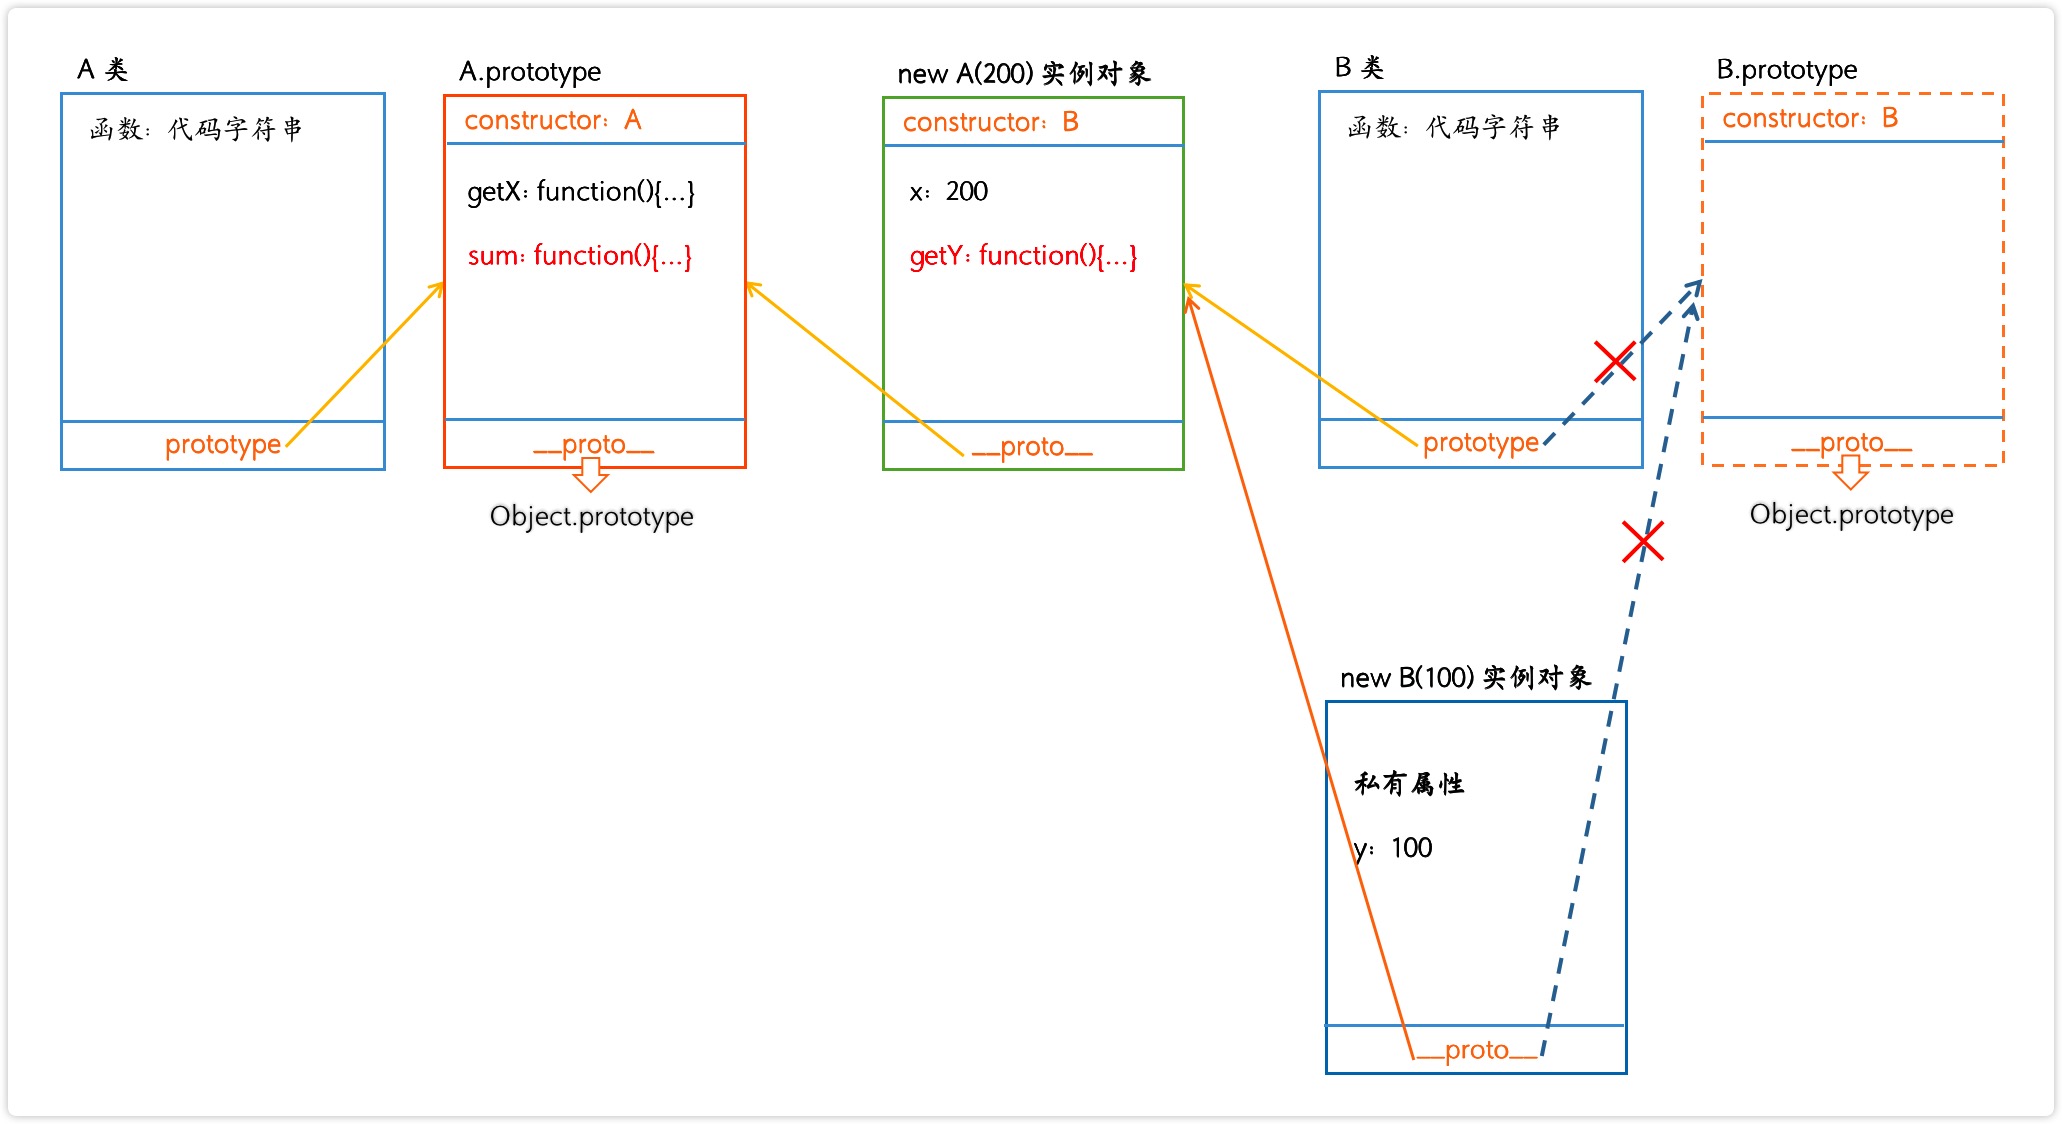 A 类
函数：代码字符串
prototype
A.prototype
constructor：A
getX：function(){...}
sum：function(){...}
__proto__
Object.prototype
new A(200) 实例对象
constructor：B
x：200
getY：function(){...}
__proto__
B 类
函数：代码字符串
prototype
B.prototype
constructor：B
__proto__
Object.prototype
new B(100) 实例对象
私有属性
y：100
__proto__